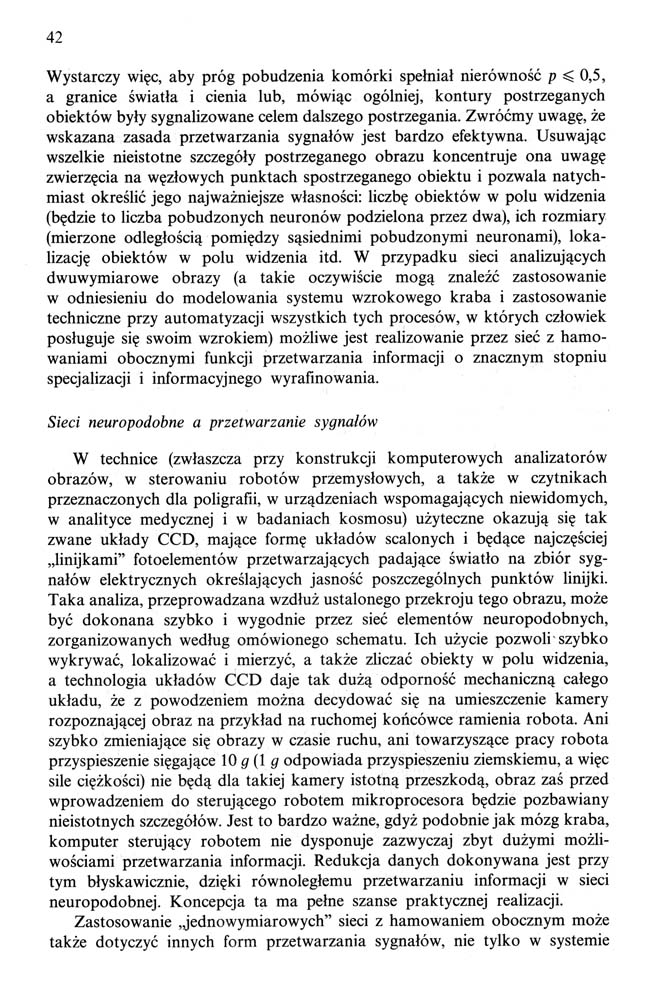 42
Wystarczy więc, aby próg pobudzenia komórki spełniał nierówność p ⩽ 0,5,
a granice światła i cienia lub, mówiąc ogólniej, kontury postrzeganych
obiektów były sygnalizowane celem dalszego postrzegania. Zwróćmy uwagę, że
wskazana zasada przetwarzania sygnałów jest bardzo efektywna. Usuwając
wszelkie nieistotne szczegóły postrzeganego obrazu koncentruje ona uwagę
zwierzęcia na węzłowych punktach spostrzeganego obiektu i pozwala natych-
miast określić jego najważniejsze własności: liczbę obiektów w polu widzenia
(będzie to liczba pobudzonych neuronów podzielona przez dwa), ich rozmiary
(mierzone odległością pomiędzy sąsiednimi pobudzonymi neuronami), loka-
lizację obiektów w polu widzenia itd. W przypadku sieci analizujących
dwuwymiarowe obrazy (a takie oczywiście mogą znaleźć zastosowanie
w odniesieniu do modelowania systemu wzrokowego kraba i zastosowanie
techniczne przy automatyzacji wszystkich tych procesów, w których człowiek
posługuje się swoim wzrokiem) możliwe jest realizowanie przez sieć z hamo-
waniami obocznymi funkcji przetwarzania informacji o znacznym stopniu
specjalizacji i informacyjnego wyrafinowania.
Sieci neuropodobne a przetwarzanie sygnałów
W technice (zwłaszcza przy konstrukcji komputerowych analizatorów
obrazów, w sterowaniu robotów przemysłowych, a także w czytnikach
przeznaczonych dla poligrafii, w urządzeniach wspomagających niewidomych,
w analityce medycznej i w badaniach kosmosu) użyteczne okazują się tak
zwane układy CCD, mające formę układów scalonych i będące najczęściej
„linijkami” fotoelementów przetwarzających padające światło na zbiór syg-
nałów elektrycznych określających jasność poszczególnych punktów linijki.
Taka analiza, przeprowadzana wzdłuż ustalonego przekroju tego obrazu, może
być dokonana szybko i wygodnie przez sieć elementów neuropodobnych,
zorganizowanych według omówionego schematu. Ich użycie pozwoli szybko
wykrywać, lokalizować i mierzyć, a także zliczać obiekty w polu widzenia,
a technologia układów CCD daje tak dużą odporność mechaniczną całego
układu, że z powodzeniem można decydować się na umieszczenie kamery
rozpoznającej obraz na przykład na ruchomej końcówce ramienia robota. Ani
szybko zmieniające się obrazy w czasie ruchu, ani towarzyszące pracy robota
przyspieszenie sięgające 10 g (1 g odpowiada przyspieszeniu ziemskiemu, a więc
sile ciężkości) nie będą dla takiej kamery istotną przeszkodą, obraz zaś przed
wprowadzeniem do sterującego robotem mikroprocesora będzie pozbawiany
nieistotnych szczegółów. Jest to bardzo ważne, gdyż podobnie jak mózg kraba,
komputer sterujący robotem nie dysponuje zazwyczaj zbyt dużymi możli-
wościami przetwarzania informacji. Redukcja danych dokonywana jest przy
tym błyskawicznie, dzięki równoległemu przetwarzaniu informacji w sieci
neuropodobnej. Koncepcja ta ma pełne szanse praktycznej realizacji.
Zastosowanie „jednowymiarowych” sieci z hamowaniem obocznym może
także dotyczyć innych form przetwarzania sygnałów, nie tylko w systemie